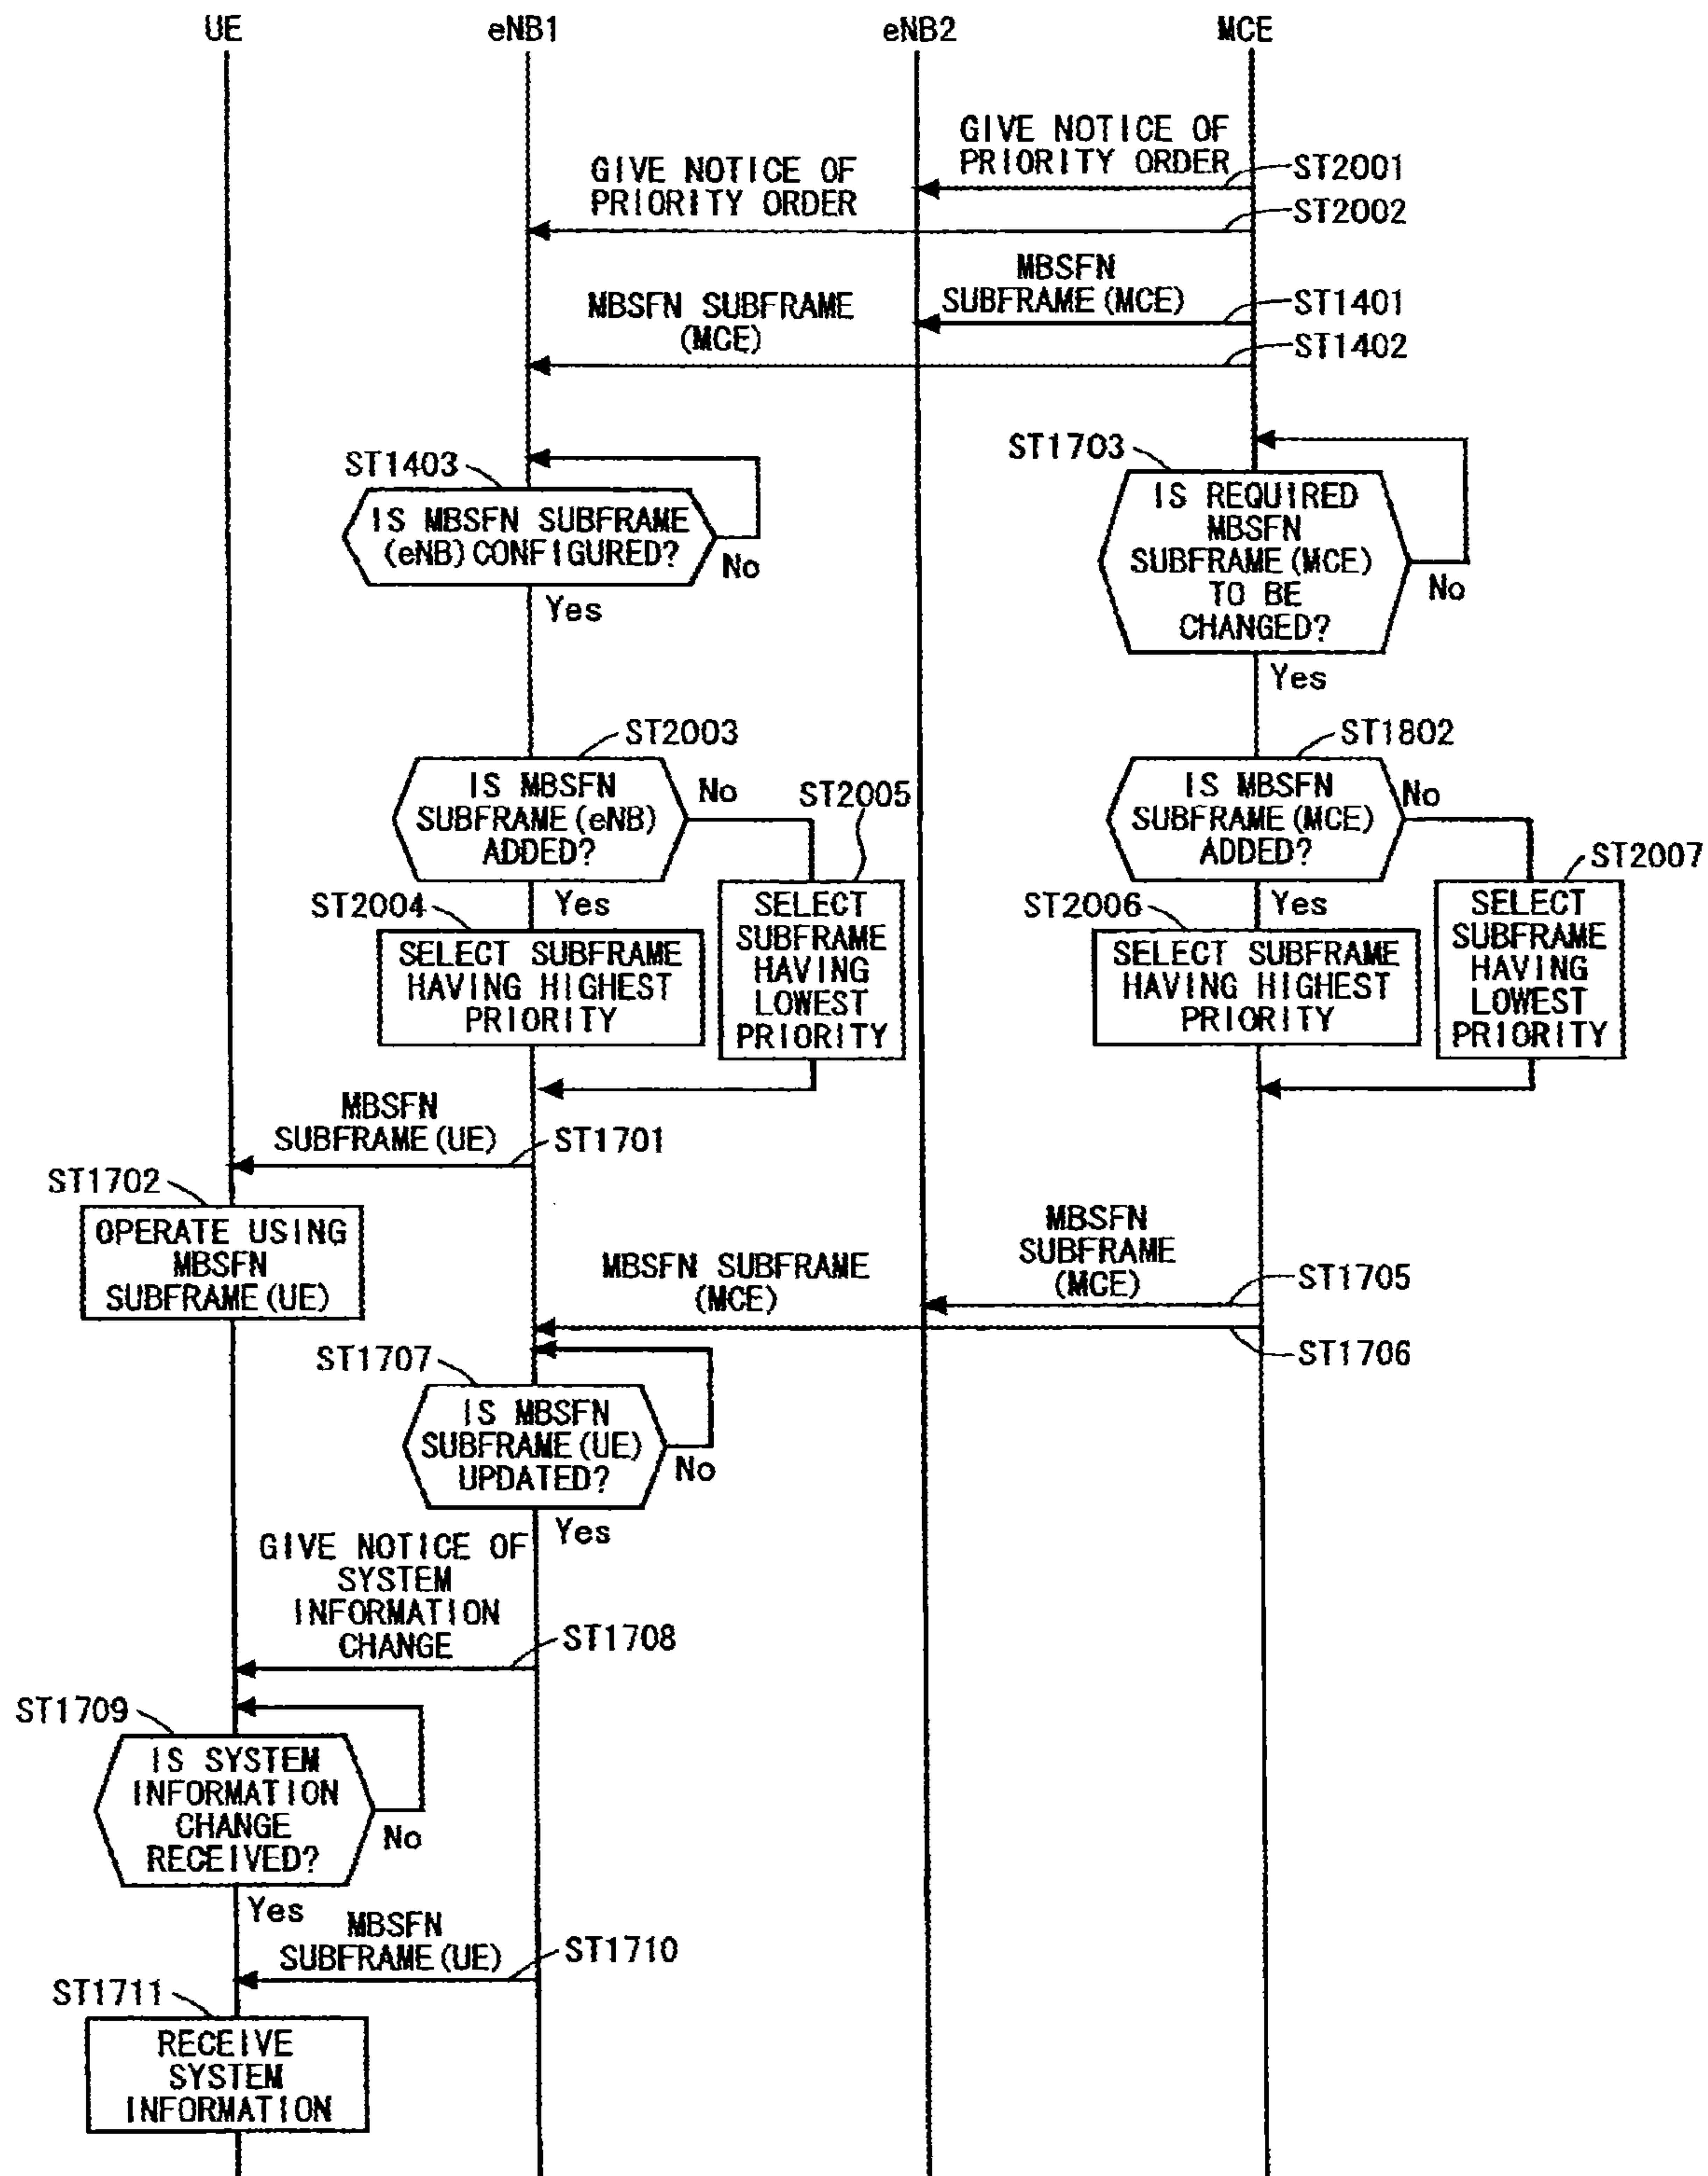 UE
eNB1
eNB2
MCE
GIVE NOTICE OF
PRIORITY ORDER
ST2001
GIVE NOTICE OF
PRIORITY ORDER
ST2002
MBSFN
SUBFRAME(MCE)
ST1401
MBSFN SUBFRAME
(MCE)
ST1402
ST1403
IS MBSFN SUBFRAME
(eNB)CONFIGURED?
No
Yes
ST1703
IS REQUIRED
MBSFN
SUBFRAME(MCE)
TO BE
CHANGED?
No
Yes
ST2003
IS MBSFN
SUBFRAME(eNB)
ADDED?
No
Yes
ST2005
SELECT
SUBFRAME
HAVING
LOWEST
PRIORITY
ST2004
SELECT SUBFRAME
HAVING HIGHEST
PRIORITY
ST1802
IS MBSFN
SUBFRAME(MCE)
ADDED?
No
Yes
ST2007
SELECT
SUBFRAME
HAVING
LOWEST
PRIORITY
ST2006
SELECT SUBFRAME
HAVING HIGHEST
PRIORITY
MBSFN
SUBFRAME(UE)
ST1701
ST1702
OPERATE USING
MBSFN
SUBFRAME(UE)
MBSFN
SUBFRAME
(MCE)
ST1705
MBSFN SUBFRAME
(MCE)
ST1706
ST1707
IS MBSFN
SUBFRAME(UE)
UPDATED?
No
Yes
GIVE NOTICE OF
SYSTEM
INFORMATION
CHANGE
ST1708
ST1709
IS SYSTEM
INFORMATION
CHANGE
RECEIVED?
No
Yes
MBSFN
SUBFRAME(UE)
ST1710
ST1711
RECEIVE
SYSTEM
INFORMATION